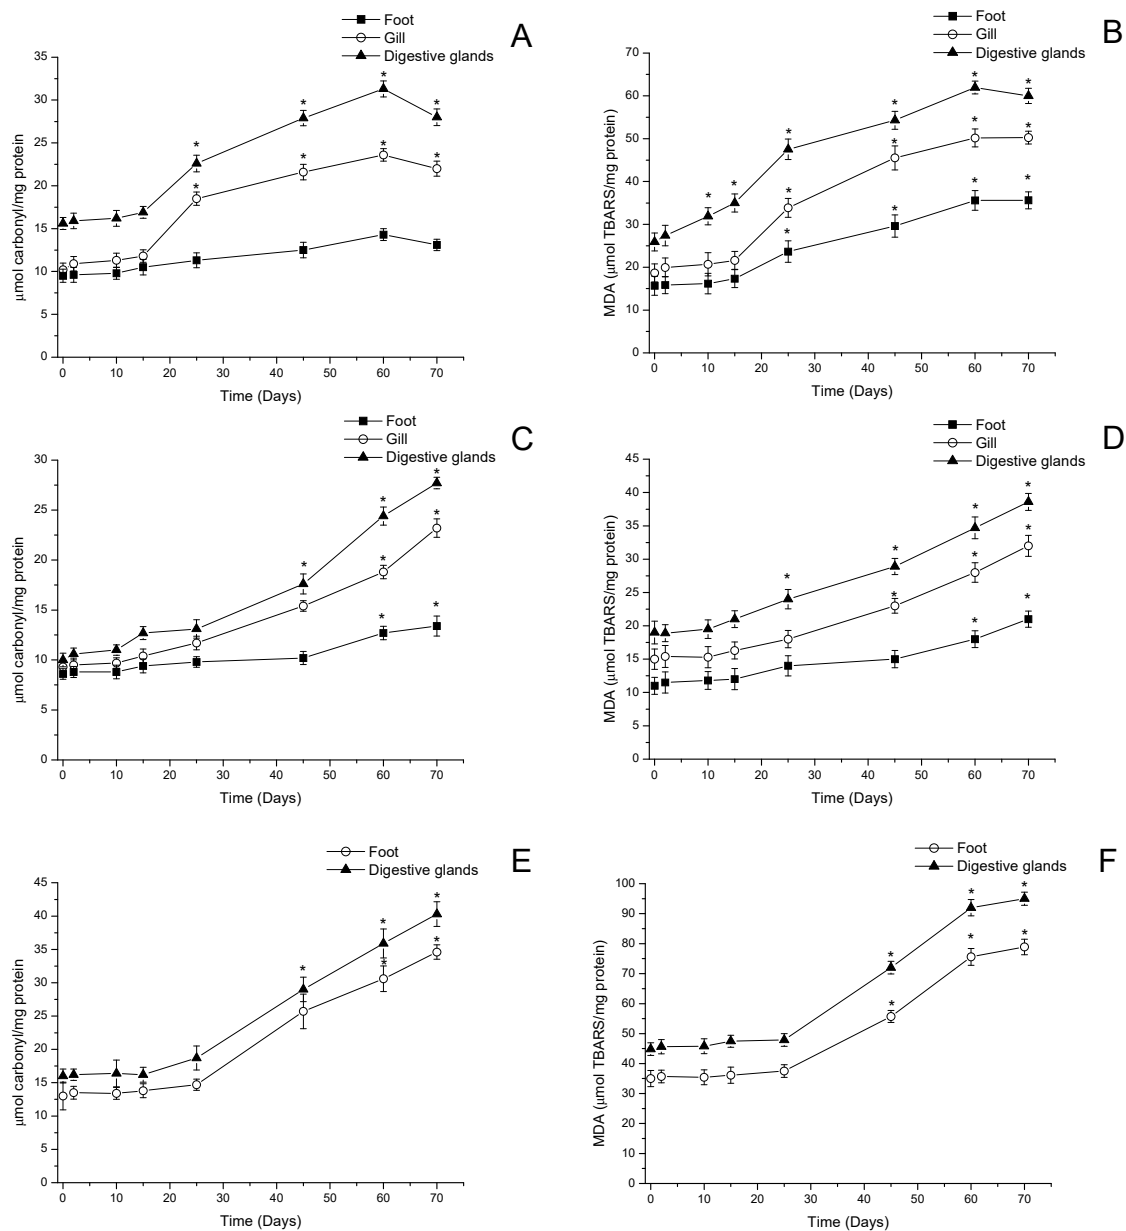 Foot
Gill
Digestive glands
A
35
30
25
20
15
10
5
0
μmol carbonyl/mg protein
* * * *
* * * *
0 10 20 30 40 50 60 70
Time (Days)
Foot
Gill
Digestive glands
B
70
60
50
40
30
20
10
0
MDA (μmol TBARS/mg protein)
* * * * * *
* * * *
* * * *
0 10 20 30 40 50 60 70
Time (Days)
Foot
Gill
Digestive glands
C
30
25
20
15
10
5
0
μmol carbonyl/mg protein
* * *
* *
* *
0 10 20 30 40 50 60 70
Time (Days)
Foot
Gill
Digestive glands
D
45
40
35
30
25
20
15
10
5
0
MDA (μmol TBARS/mg protein)
* * * *
* * *
* *
0 10 20 30 40 50 60 70
Time (Days)
Foot
Digestive glands
E
45
40
35
30
25
20
15
10
5
0
μmol carbonyl/mg protein
* * *
* *
0 10 20 30 40 50 60 70
Time (Days)
Foot
Digestive glands
F
100
90
80
70
60
50
40
30
20
10
0
MDA (μmol TBARS/mg protein)
* * *
* * *
0 10 20 30 40 50 60 70
Time (Days)